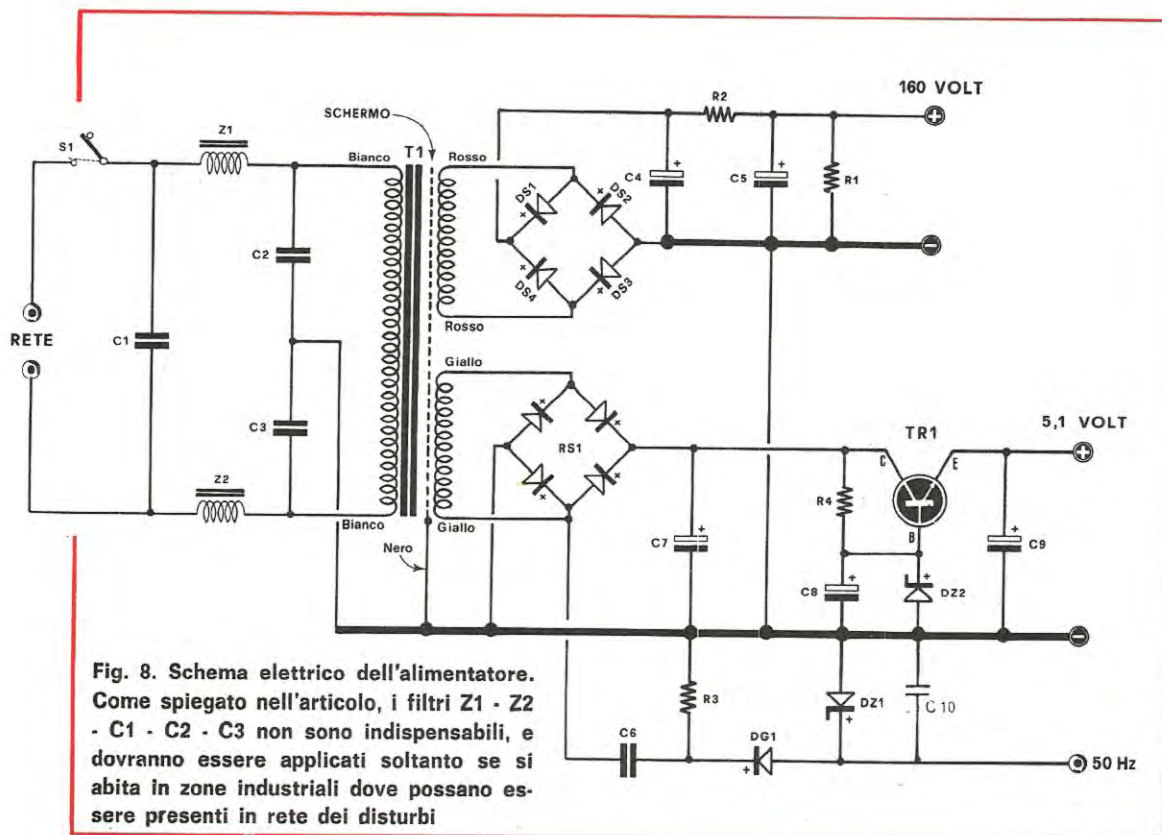 160 VOLT
R2
SCHERMO
S1
Z1
Bianco
T1
Rosso
DS1
DS2
C4
+
C5
+
R1
C2
DS4
DS3
RETE
C1
Rosso
Giallo
C3
RS1
TR1
5,1 VOLT
C
E
R4
B
Z2
Bianco
Giallo
Nero
C7
+
C8
+
DZ2
+
C9
+
Fig. 8. Schema elettrico dell'alimentatore.
Come spiegato nell'articolo, i filtri Z1 - Z2
- C1 - C2 - C3 non sono indispensabili, e
dovranno essere applicati soltanto se si
abita in zone industriali dove possano es-
sere presenti in rete dei disturbi
R3
DZ1
+
C10
C6
DG1
+
50 Hz